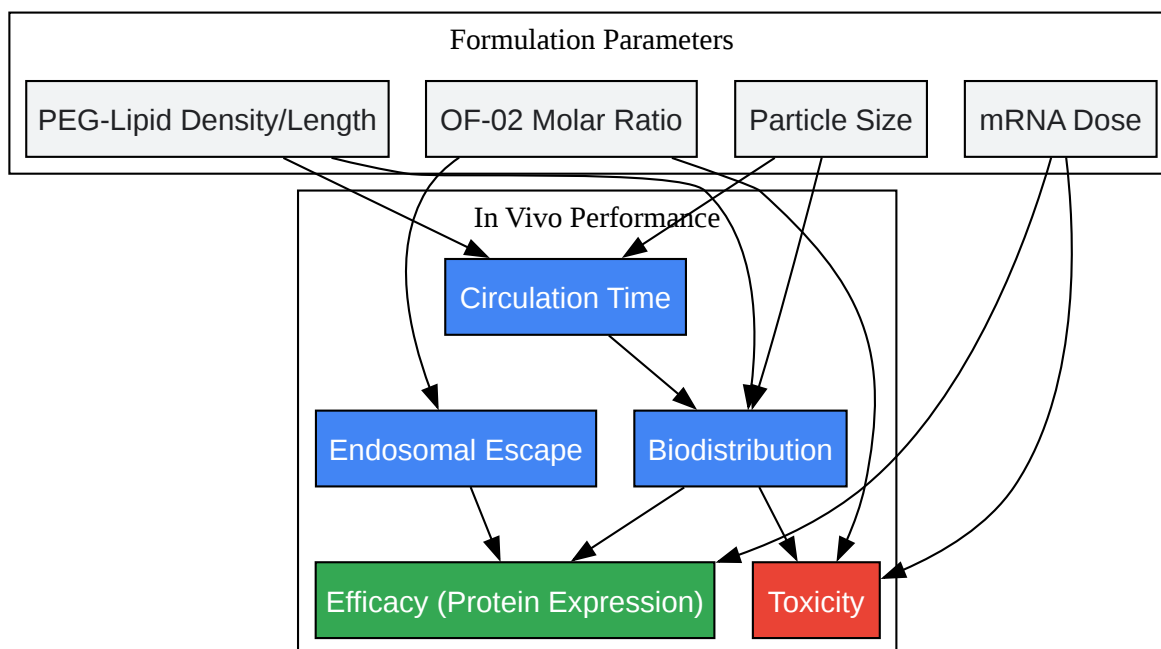 Formulation Parameters
PEG-Lipid Density/Length
OF-02 Molar Ratio
Particle Size
mRNA Dose
In Vivo Performance
Circulation Time
Endosomal Escape
Biodistribution
Efficacy (Protein Expression)
Toxicity